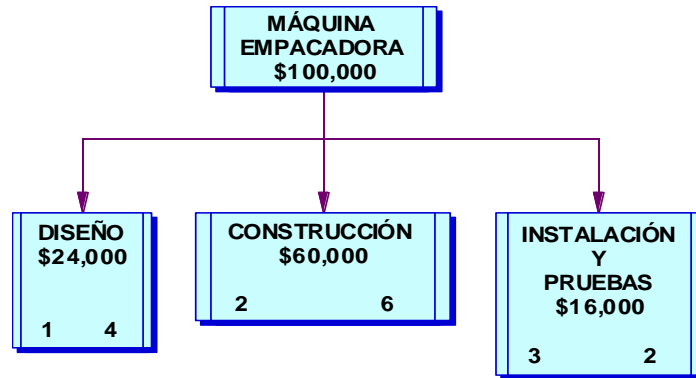 MÁQUINA
EMPACADORA
$100,000
DISEÑO
$24,000
1 4
CONSTRUCCIÓN
$60,000
2 6
INSTALACIÓN
Y
PRUEBAS
$16,000
3 2